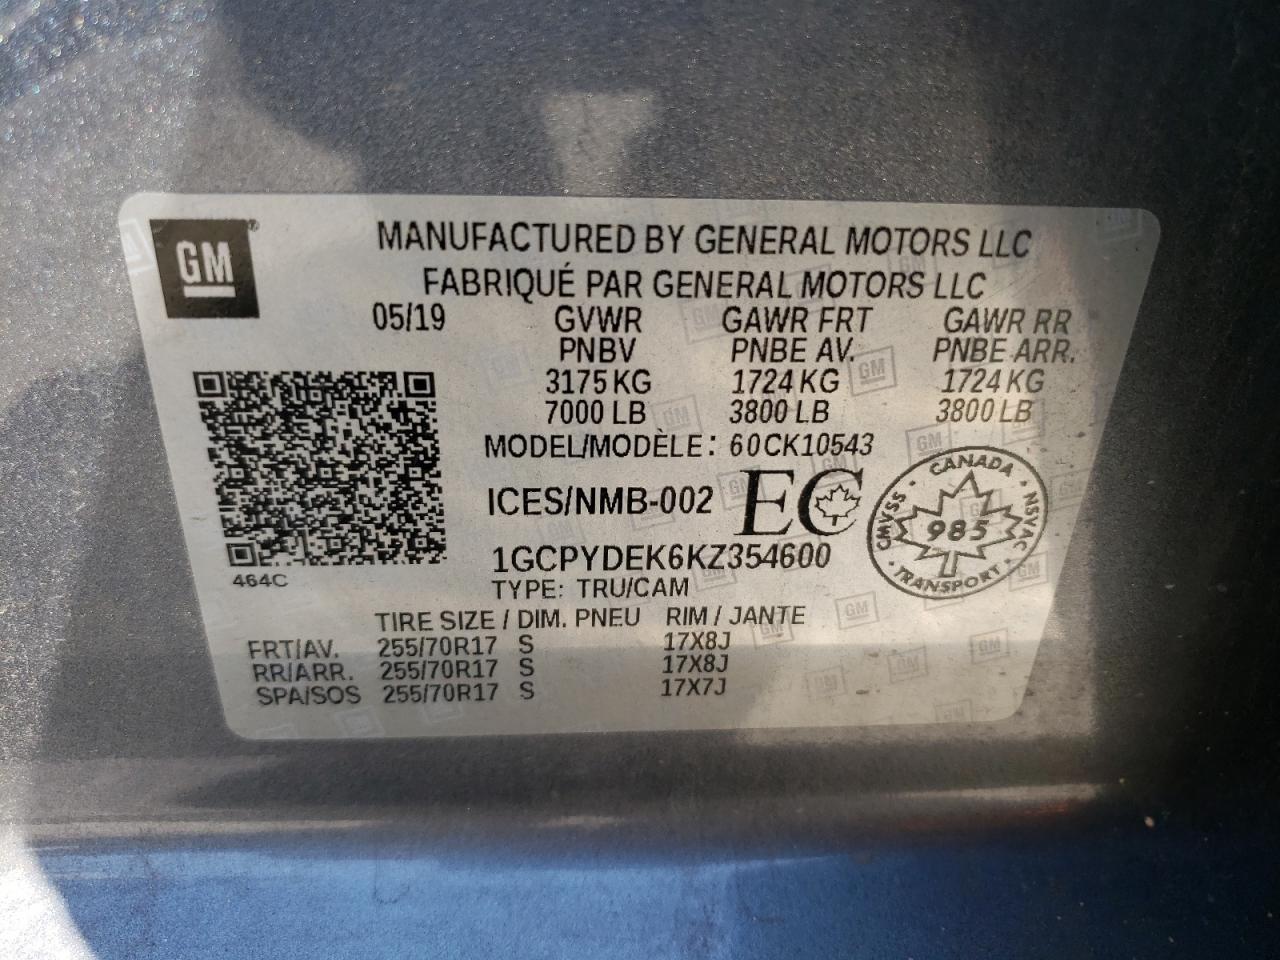 GM
MANUFACTURED BY GENERAL MOTORS LLC
FABRIQUÉ PAR GENERAL MOTORS LLC
05/19 GVWR GAWR FRT GAWR RR
PNBV PNBE AV. PNBE ARR.
3175 KG 1724 KG 1724 KG
7000 LB 3800 LB 3800 LB
MODEL/MODÈLE: 60CK10543
ICES/NMB-002 EC
CANADA
CMVSS 985 NSVAC
TRANSPORT
1GCPYDEK6KZ354600
464C TYPE: TRU/CAM
TIRE SIZE / DIM. PNEU RIM / JANTE
FRT/AV. 255/70R17 S 17X8J
RR/ARR. 255/70R17 S 17X8J
SPA/SOS 255/70R17 S 17X7J